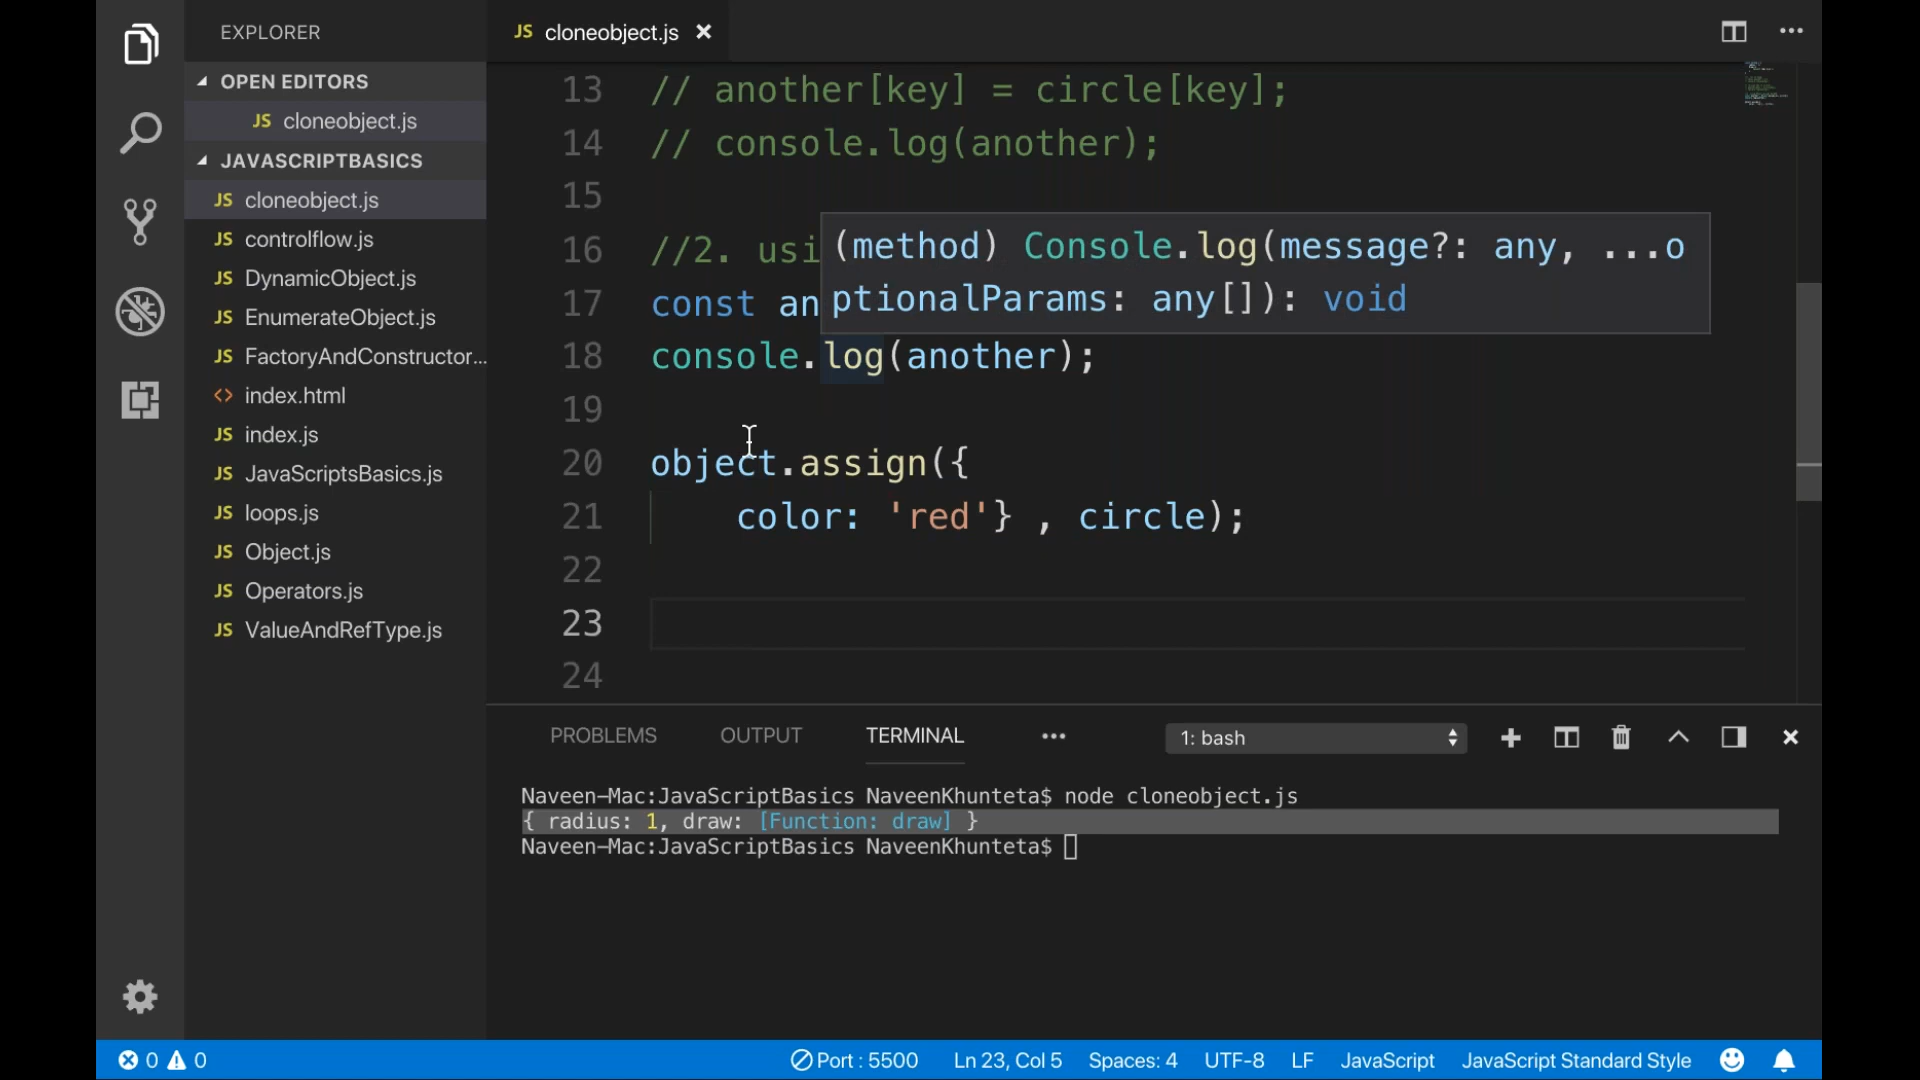 EXPLORER
OPEN EDITORS
JS cloneobject.js
JAVASCRIPTBASICS
JS cloneobject.js
JS controlflow.js
JS DynamicObject.js
JS EnumerateObject.js
JS FactoryAndConstructor...
<> index.html
JS index.js
JS JavaScriptsBasics.js
JS loops.js
JS Object.js
JS Operators.js
JS ValueAndRefType.js
JS cloneobject.js
13 // another[key] = circle[key];
14 // console.log(another);
15
16 //2. usi
17 const an
(method) Console.log(message?: any, ...o
ptionalParams: any[]): void
18 console.log(another);
19
20 object.assign({
21 color: 'red'} , circle);
22
23
24
PROBLEMS OUTPUT TERMINAL ... 1: bash
Naveen-Mac:JavaScriptBasics NaveenKhunteta$ node cloneobject.js
{ radius: 1, draw: [Function: draw] }
Naveen-Mac:JavaScriptBasics NaveenKhunteta$
0 0 Port : 5500 Ln 23, Col 5 Spaces: 4 UTF-8 LF JavaScript JavaScript Standard Style